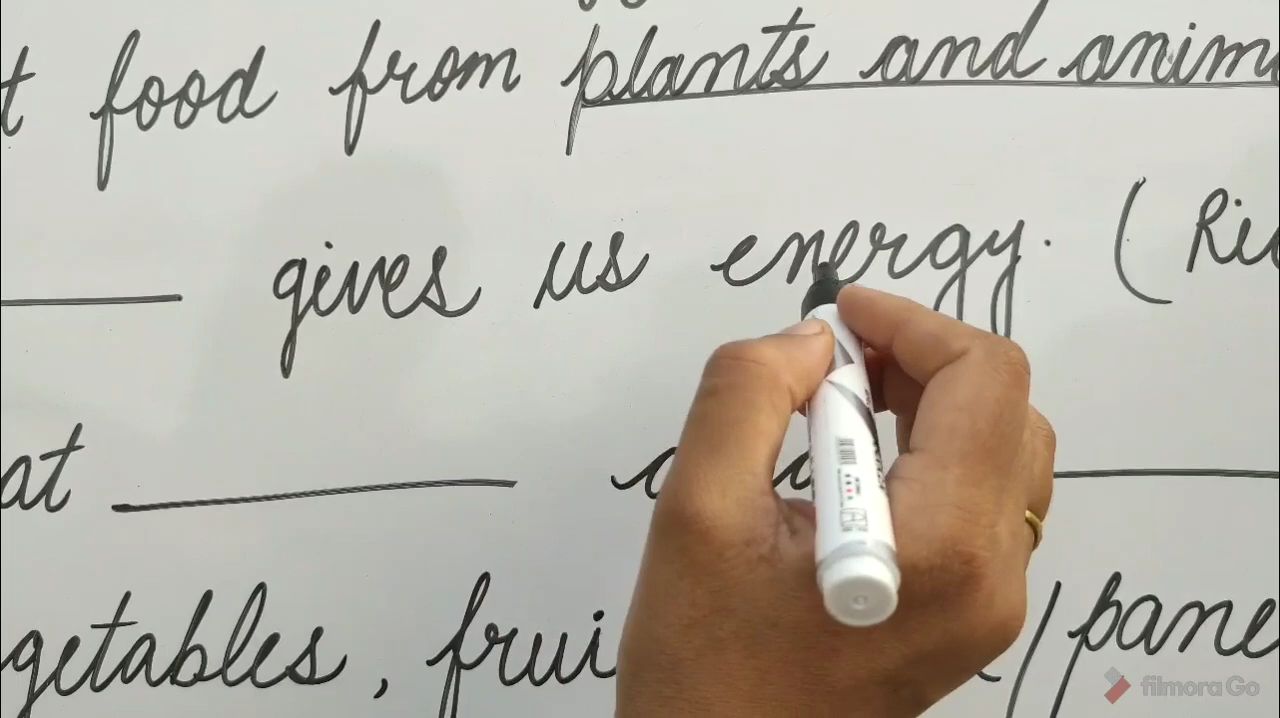 t food from plants and anim
gives us energy. ( Ri
at
getables, frui / pane
filmora Go